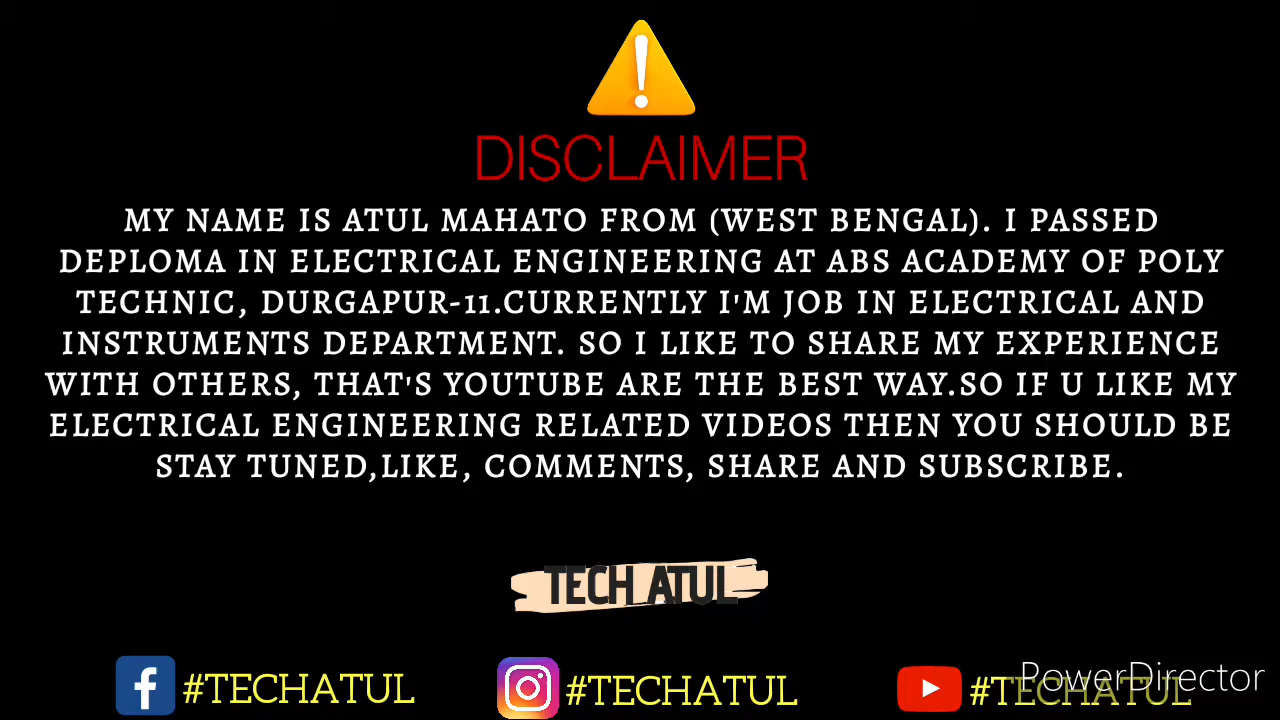 DISCLAIMER
MY NAME IS ATUL MAHATO FROM (WEST BENGAL). I PASSED
DEPLOMA IN ELECTRICAL ENGINEERING AT ABS ACADEMY OF POLY
TECHNIC, DURGAPUR-11.CURRENTLY I'M JOB IN ELECTRICAL AND
INSTRUMENTS DEPARTMENT. SO I LIKE TO SHARE MY EXPERIENCE
WITH OTHERS, THAT'S YOUTUBE ARE THE BEST WAY.SO IF U LIKE MY
ELECTRICAL ENGINEERING RELATED VIDEOS THEN YOU SHOULD BE
STAY TUNED,LIKE, COMMENTS, SHARE AND SUBSCRIBE.
TECH ATUL
#TECHATUL #TECHATUL #TECHATUL
PowerDirector